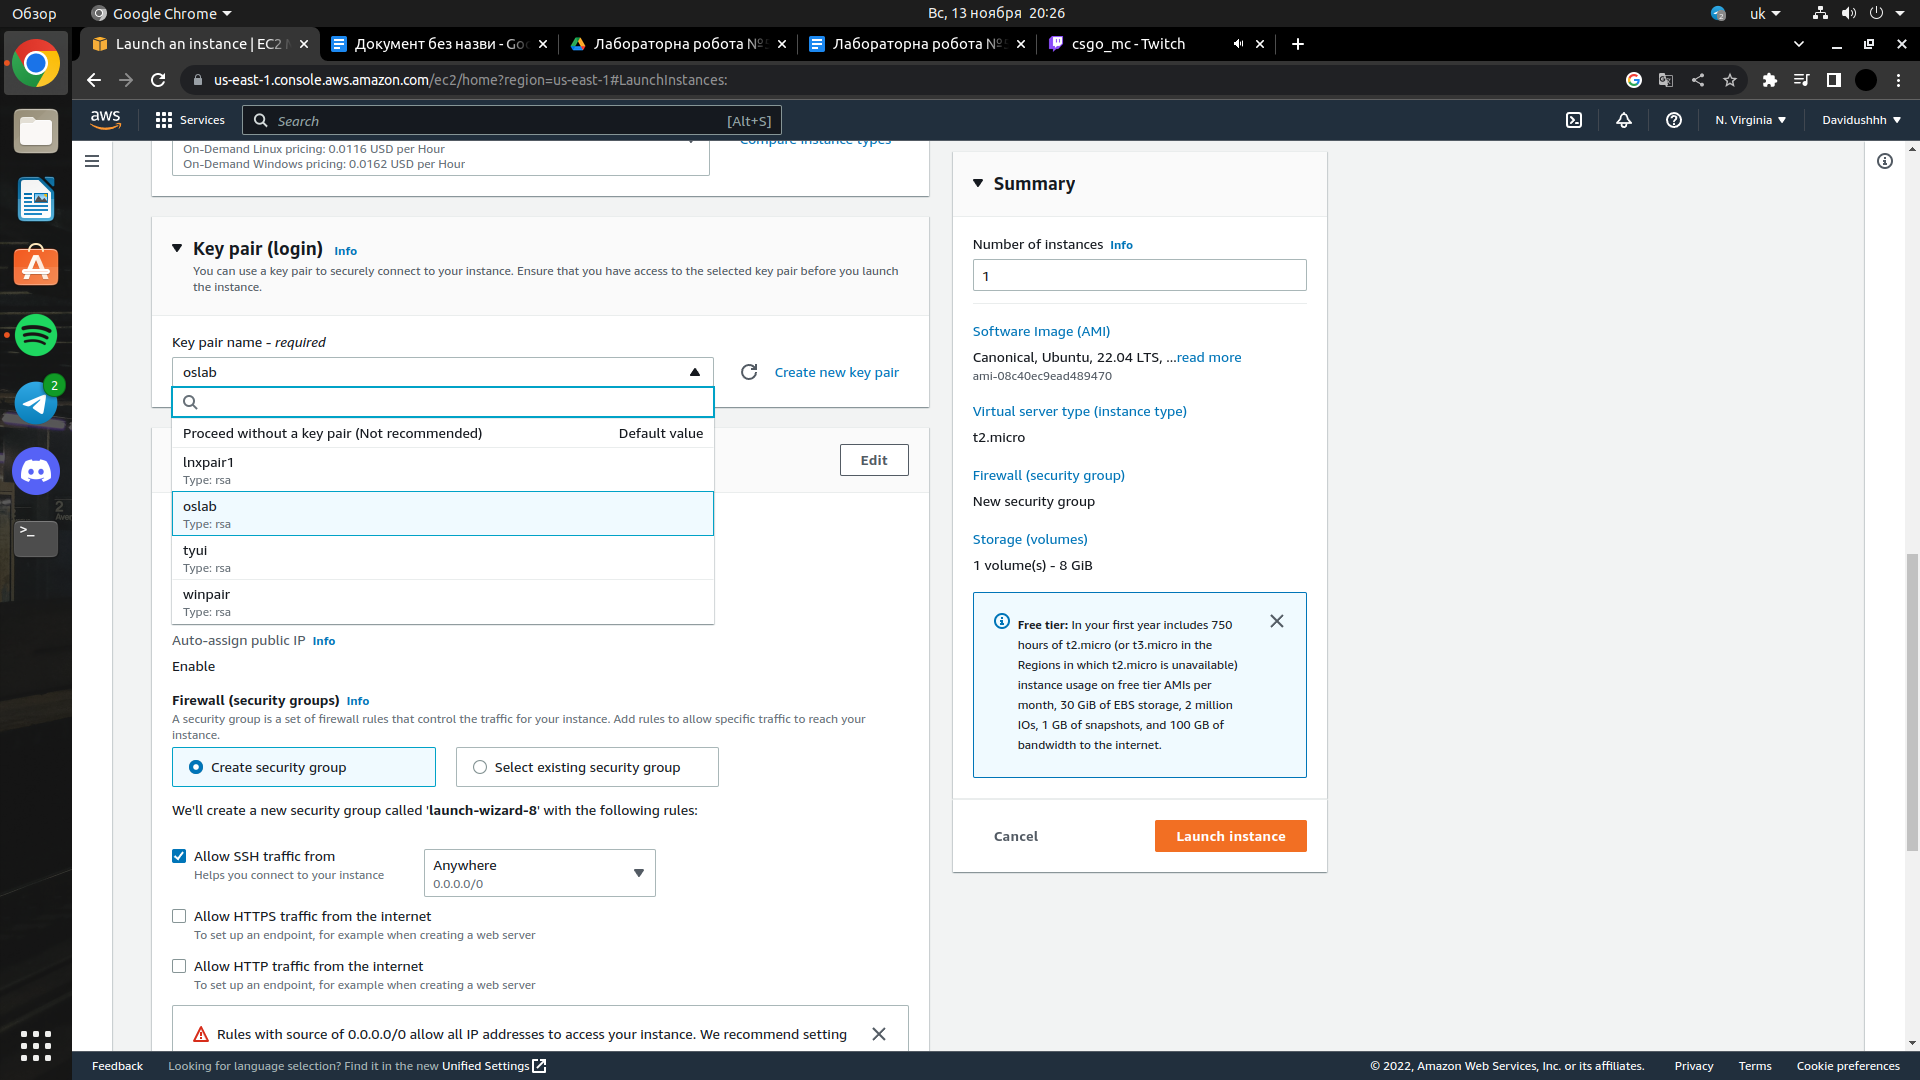 Обзор
Google Chrome
Вс, 13 ноября 20:26
uk
Launch an instance | EC2 M
Документ без назви - Goo
Лабораторна робота №
Лабораторна робота №
csgo_mc - Twitch
us-east-1.console.aws.amazon.com/ec2/home?region=us-east-1#LaunchInstances:
aws
Services
Search
[Alt+S]
N. Virginia
Davidushhh
On-Demand Linux pricing: 0.0116 USD per Hour
On-Demand Windows pricing: 0.0162 USD per Hour
Compare instance types
Key pair (login) Info
You can use a key pair to securely connect to your instance. Ensure that you have access to the selected key pair before you launch
the instance.
Key pair name - required
oslab
Create new key pair
Proceed without a key pair (Not recommended) Default value
lnxpair1
Type: rsa
oslab
Type: rsa
tyui
Type: rsa
winpair
Type: rsa
Edit
Auto-assign public IP Info
Enable
Firewall (security groups) Info
A security group is a set of firewall rules that control the traffic for your instance. Add rules to allow specific traffic to reach your
instance.
Create security group
Select existing security group
We'll create a new security group called 'launch-wizard-8' with the following rules:
Allow SSH traffic from
Helps you connect to your instance
Anywhere
0.0.0.0/0
Allow HTTPS traffic from the internet
To set up an endpoint, for example when creating a web server
Allow HTTP traffic from the internet
To set up an endpoint, for example when creating a web server
Rules with source of 0.0.0.0/0 allow all IP addresses to access your instance. We recommend setting
Summary
Number of instances Info
1
Software Image (AMI)
Canonical, Ubuntu, 22.04 LTS, ...read more
ami-08c40ec9ead489470
Virtual server type (instance type)
t2.micro
Firewall (security group)
New security group
Storage (volumes)
1 volume(s) - 8 GiB
Free tier: In your first year includes 750
hours of t2.micro (or t3.micro in the
Regions in which t2.micro is unavailable)
instance usage on free tier AMIs per
month, 30 GiB of EBS storage, 2 million
IOs, 1 GB of snapshots, and 100 GB of
bandwidth to the internet.
Cancel
Launch instance
2
Feedback
Looking for language selection? Find it in the new Unified Settings
© 2022, Amazon Web Services, Inc. or its affiliates.
Privacy
Terms
Cookie preferences